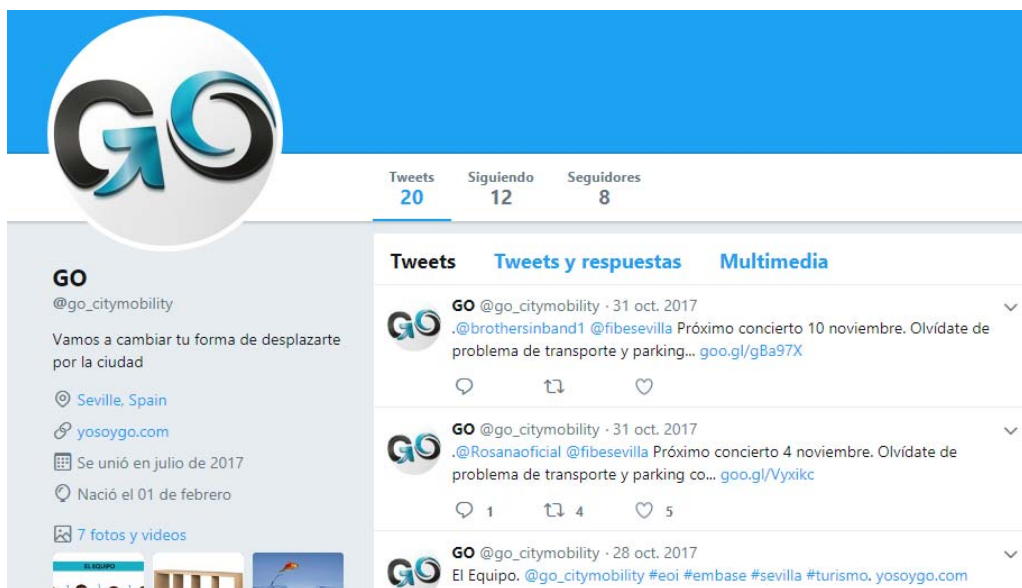 GO
Tweets Siguiendo Seguidores
20 12 8
GO
@go_citymobility
Vamos a cambiar tu forma de desplazarte
por la ciudad
Seville, Spain
yosoygo.com
Se unió en julio de 2017
Nació el 01 de febrero
7 fotos y videos
EL EQUIPO
Tweets Tweets y respuestas Multimedia
GO
GO @go_citymobility · 31 oct. 2017
.@brothersinband1 @fibesevilla Próximo concierto 10 noviembre. Olvídate de
problema de transporte y parking... goo.gl/gBa97X
GO
GO @go_citymobility · 31 oct. 2017
.@Rosanaoficial @fibesevilla Próximo concierto 4 noviembre. Olvídate de
problema de transporte y parking co... goo.gl/Vyxikc
1 4 5
GO
GO @go_citymobility · 28 oct. 2017
El Equipo. @go_citymobility #eoi #embase #sevilla #turismo. yosoygo.com